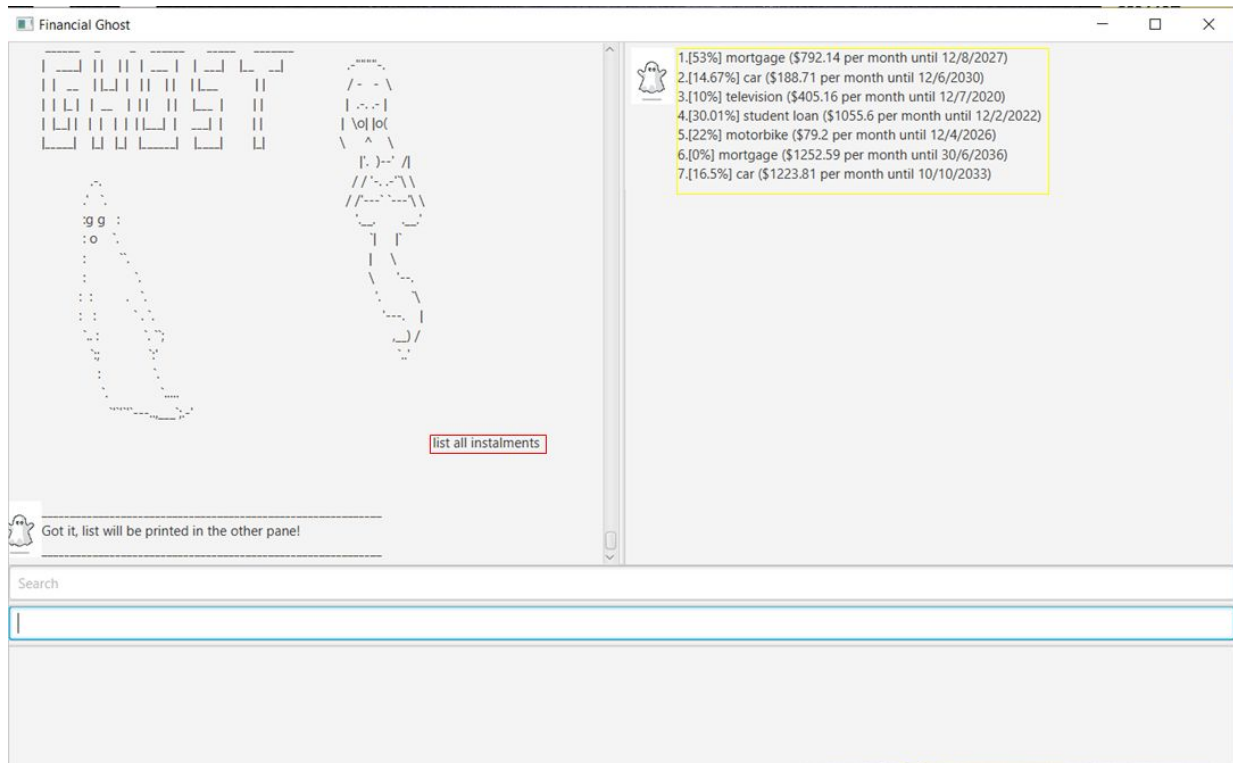 Financial Ghost
list all instalments
Got it, list will be printed in the other pane!
1.[53%] mortgage ($792.14 per month until 12/8/2027)
2.[14.67%] car ($188.71 per month until 12/6/2030)
3.[10%] television ($405.16 per month until 12/7/2020)
4.[30.01%] student loan ($1055.6 per month until 12/2/2022)
5.[22%] motorbike ($79.2 per month until 12/4/2026)
6.[0%] mortgage ($1252.59 per month until 30/6/2036)
7.[16.5%] car ($1223.81 per month until 10/10/2033)
Search